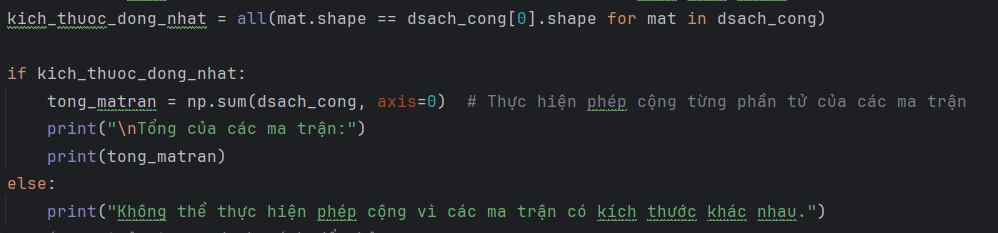 kich_thuoc_dong_nhat = all(mat.shape == dsach_cong[0].shape for mat in dsach_cong)
if kich_thuoc_dong_nhat:
tong_matran = np.sum(dsach_cong, axis=0)  # Thực hiện phép cộng từng phần tử của các ma trận
print("\nTổng của các ma trận:")
print(tong_matran)
else:
print("Không thể thực hiện phép cộng vì các ma trận có kích thước khác nhau.")